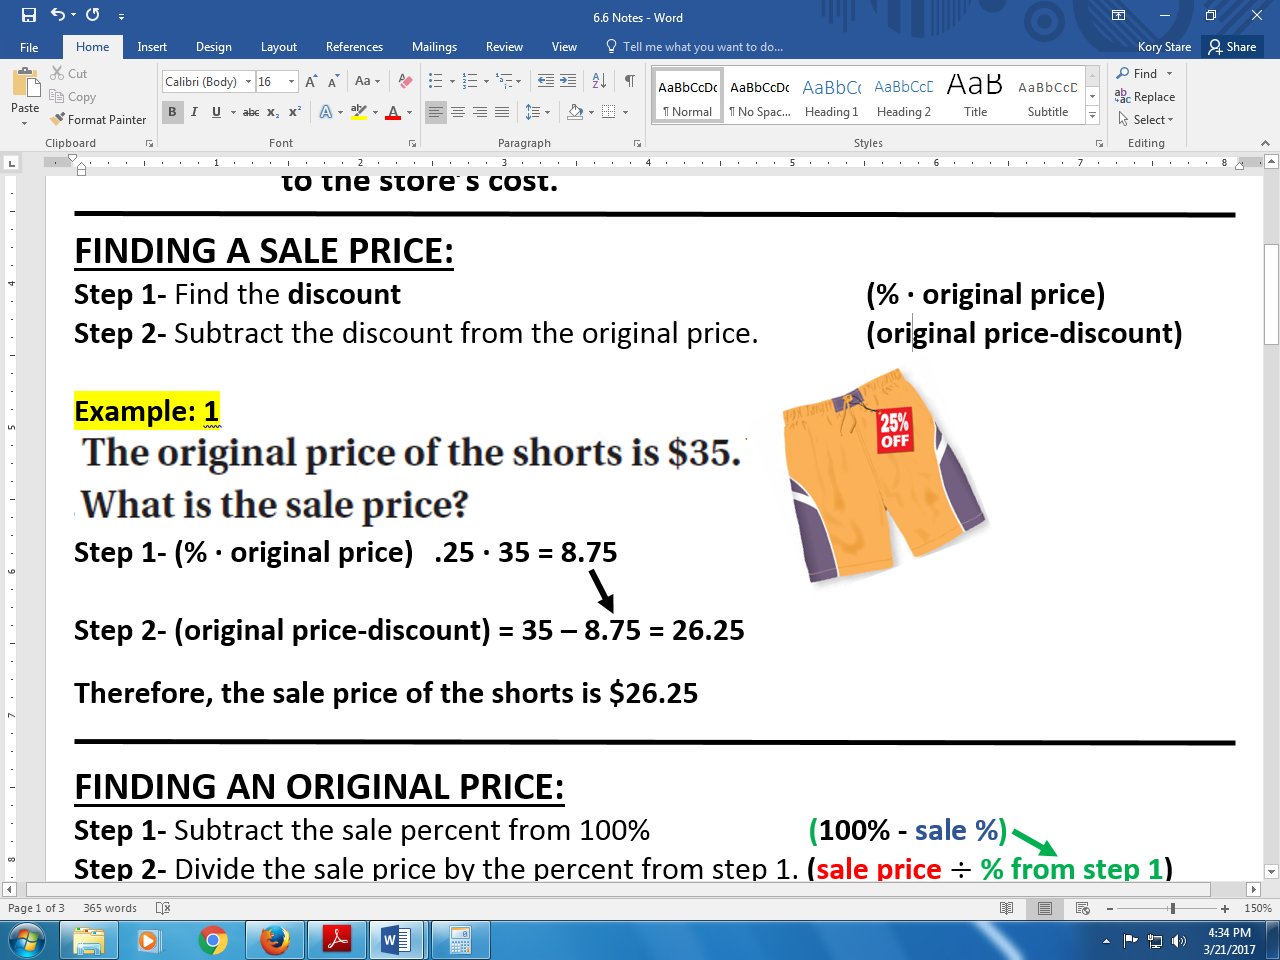 6.6 Notes - Word
File Home Insert Design Layout References Mailings Review View Tell me what you want to do... Kory Stare Share
Paste
Cut
Copy
Format Painter
Clipboard
Calibri (Body) 16
Font
Paragraph
AaBbCcDc AaBbCcDc AaBbCc AaBbCcD AaB AaBbCcD
¶ Normal ¶ No Spac... Heading 1 Heading 2 Title Subtitle
Styles
Find
Replace
Select
Editing
1 2 3 4 5 6 7 8
to the store's cost.
FINDING A SALE PRICE:
Step 1- Find the discount (% · original price)
Step 2- Subtract the discount from the original price. (original price-discount)
Example: 1
The original price of the shorts is $35.
What is the sale price?
25%
OFF
Step 1- (% · original price) .25 · 35 = 8.75
Step 2- (original price-discount) = 35 – 8.75 = 26.25
Therefore, the sale price of the shorts is $26.25
FINDING AN ORIGINAL PRICE:
Step 1- Subtract the sale percent from 100% (100% - sale %)
Step 2- Divide the sale price by the percent from step 1. (sale price ÷ % from step 1)
Page 1 of 3 365 words 150%
4:34 PM
3/21/2017